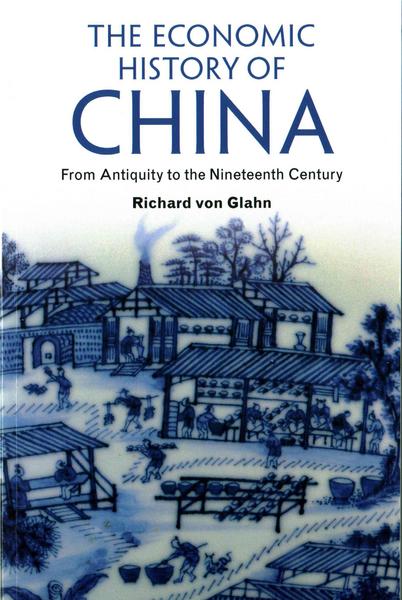 THE ECONOMIC
HISTORY OF
CHINA
From Antiquity to the Nineteenth Century
Richard von Glahn